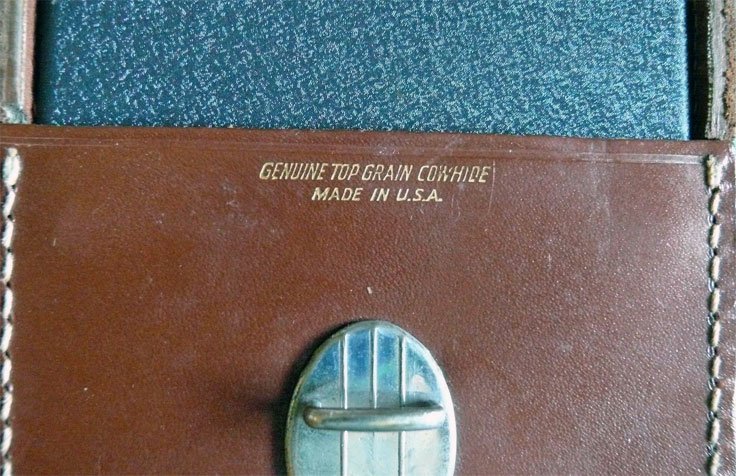 GENUINE TOP GRAIN COWHIDE
MADE IN U.S.A.